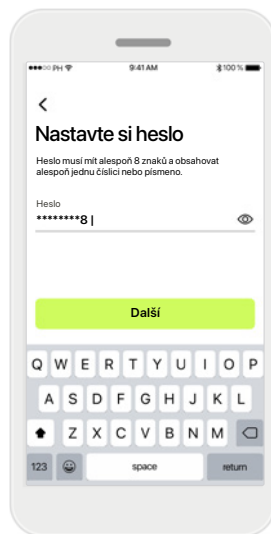 PH 9:41 AM 100 %
Nastavte si heslo
Heslo musí mít alespoň 8 znaků a obsahovat
alespoň jednu číslici nebo písmeno.
Heslo
********8 |
Další
Q W E R T Y U I O P
A S D F G H J K L
Z X C V B N M
123 space return